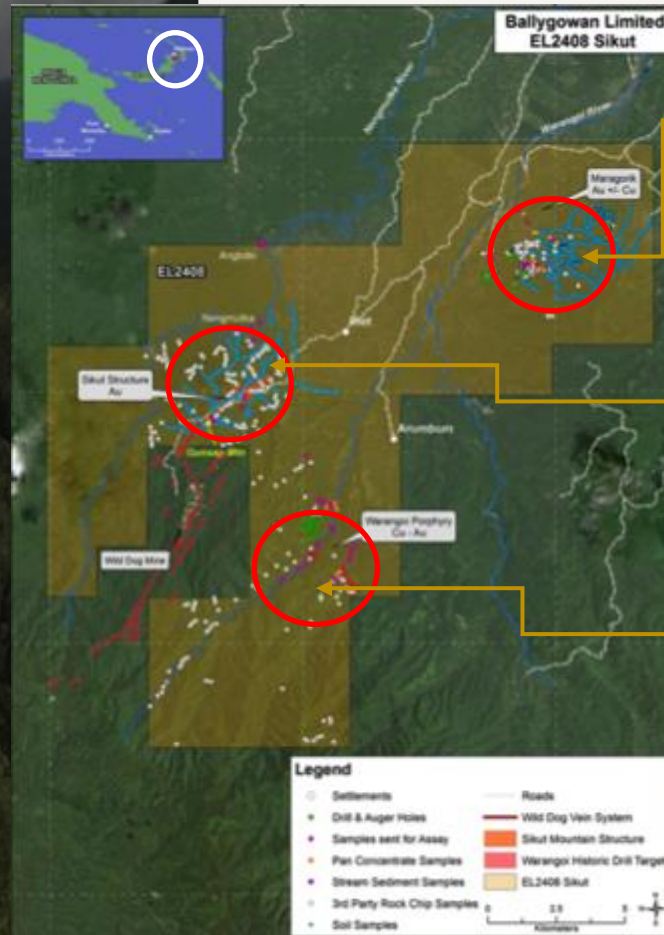 Ballygowan Limited
EL2408 Sikut
Warangoi River
Maragorik
Au +/- Cu
EL2408
Sikut Structure
Au
Arumbum
Warangoi Porphyry
Cu - Au
Wild Dog Mine
Legend
Settlements
Drill & Auger Holes
Samples sent for Assay
Pan Concentrate Samples
Stream Sediment Samples
3rd Party Rock Chip Samples
Soil Samples
Roads
Wild Dog Vein System
Sikut Mountain Structure
Warangoi Historic Drill Target
EL2408 Sikut
0 2.5 5
Kilometers